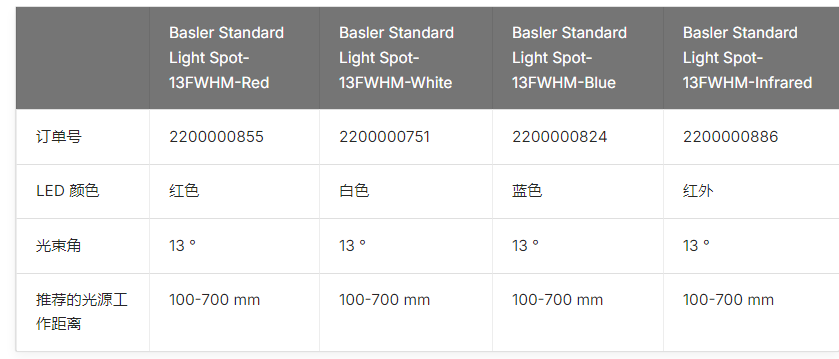 Basler Standard Light Spot-13FWHM-Red
Basler Standard Light Spot-13FWHM-White
Basler Standard Light Spot-13FWHM-Blue
Basler Standard Light Spot-13FWHM-Infrared
订单号 2200000855 2200000751 2200000824 2200000886
LED 颜色 红色 白色 蓝色 红外
光束角 13 ° 13 ° 13 ° 13 °
推荐的光源工作距离 100-700 mm 100-700 mm 100-700 mm 100-700 mm